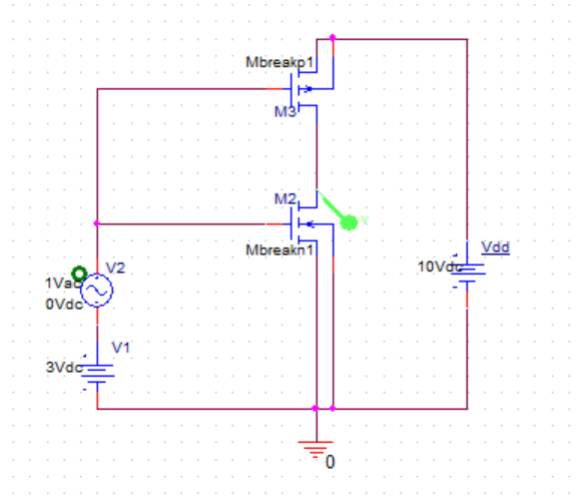 Mbreakp1
M3
M2
Mbreakn1
V
Vdd
10Vdc
V2
1Vac
0Vdc
V1
3Vdc
0